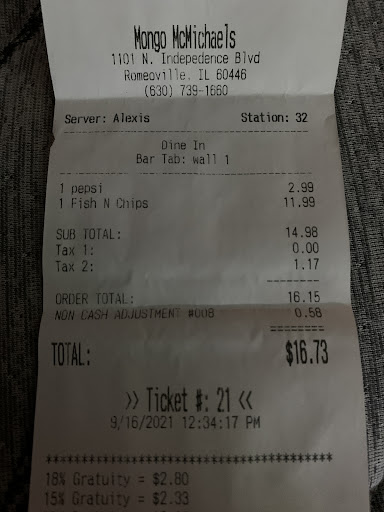 Mongo McMichaels
1101 N. Indepedence Blvd
Romeoville, IL 60446
(630) 739-1660
Server: Alexis Station: 32
Dine In
Bar Tab: wall 1
1 pepsi 2.99
1 Fish N Chips 11.99
SUB TOTAL: 14.98
Tax 1: 0.00
Tax 2: 1.17
ORDER TOTAL: 16.15
NON CASH ADJUSTMENT #008 0.58
TOTAL: $16.73
>> Ticket #: 21 <<
9/16/2021 12:34:17 PM
18% Gratuity = $2.80
15% Gratuity = $2.33